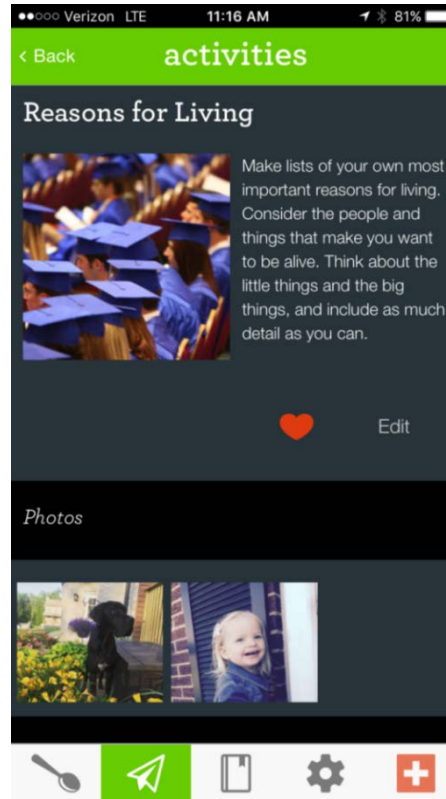 Verizon LTE 11:16 AM 81%
< Back activities
Reasons for Living
Make lists of your own most
important reasons for living.
Consider the people and
things that make you want
to be alive. Think about the
little things and the big
things, and include as much
detail as you can.
Edit
Photos